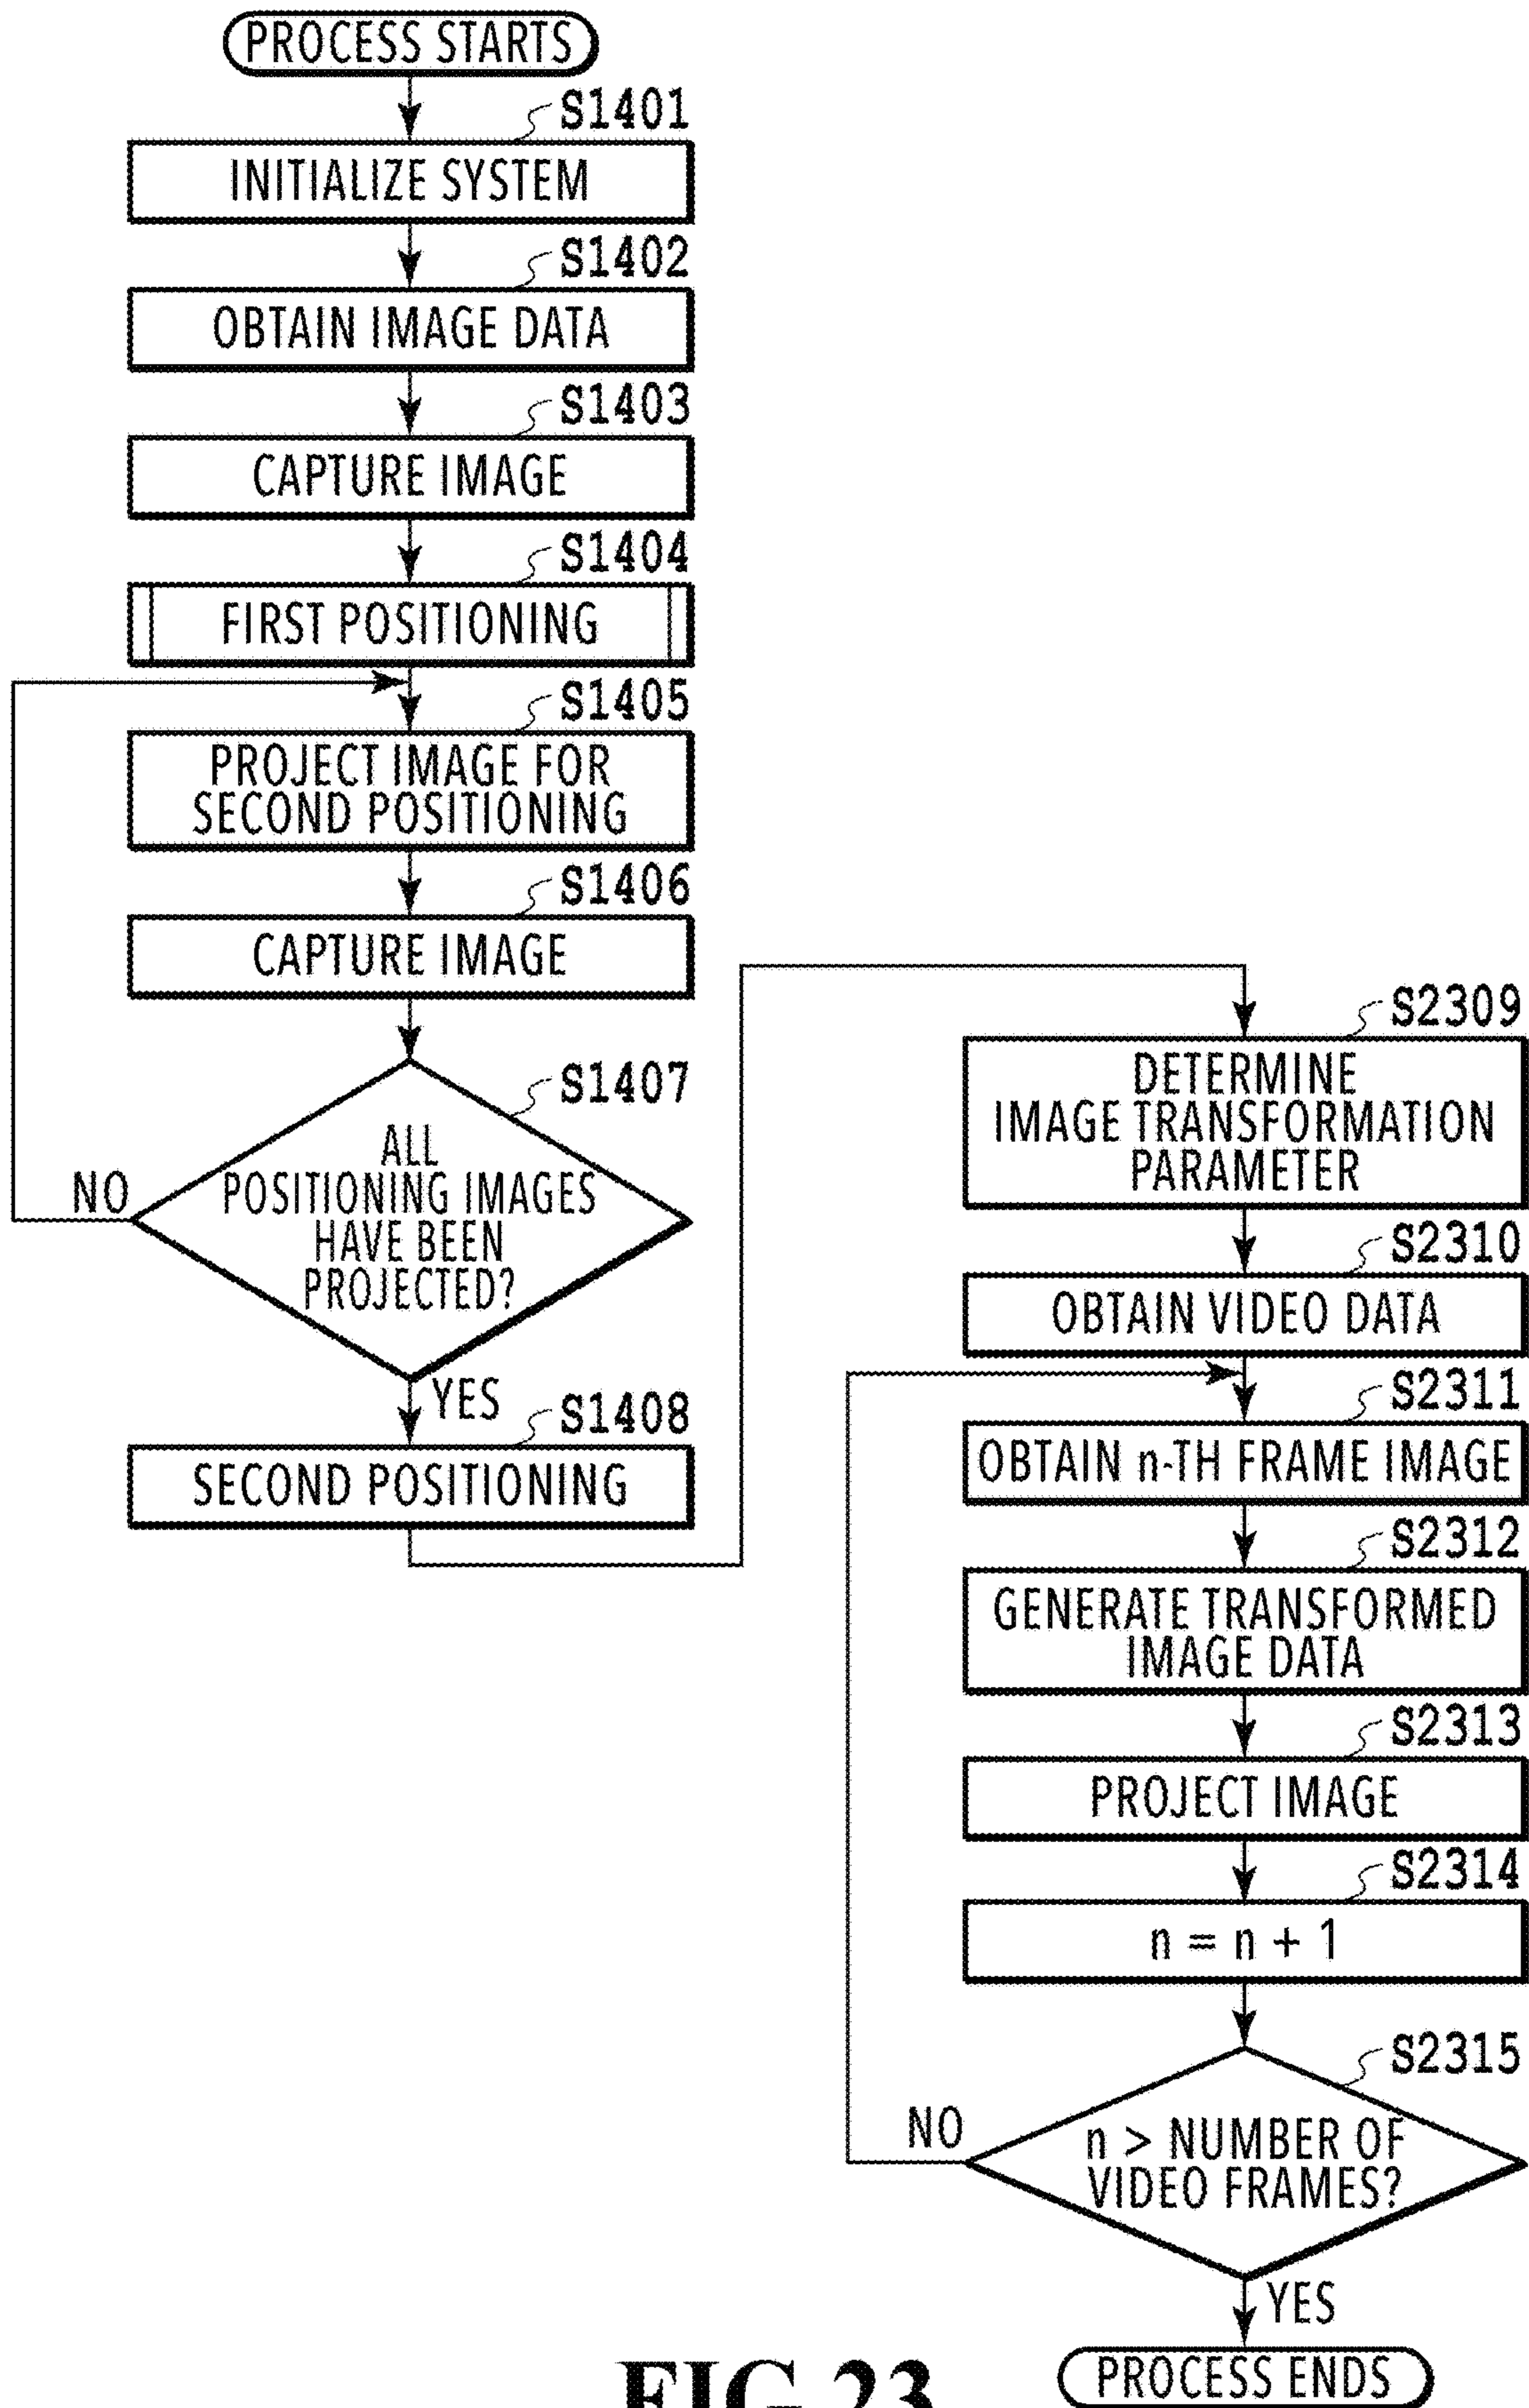 PROCESS STARTS
S1401
INITIALIZE SYSTEM
S1402
OBTAIN IMAGE DATA
S1403
CAPTURE IMAGE
S1404
FIRST POSITIONING
S1405
PROJECT IMAGE FOR
SECOND POSITIONING
S1406
CAPTURE IMAGE
S1407
ALL
POSITIONING IMAGES
HAVE BEEN
PROJECTED?
NO
YES
S1408
SECOND POSITIONING
S2309
DETERMINE
IMAGE TRANSFORMATION
PARAMETER
S2310
OBTAIN VIDEO DATA
S2311
OBTAIN n-TH FRAME IMAGE
S2312
GENERATE TRANSFORMED
IMAGE DATA
S2313
PROJECT IMAGE
S2314
n = n + 1
S2315
n > NUMBER OF
VIDEO FRAMES?
NO
YES
PROCESS ENDS
FIG.23